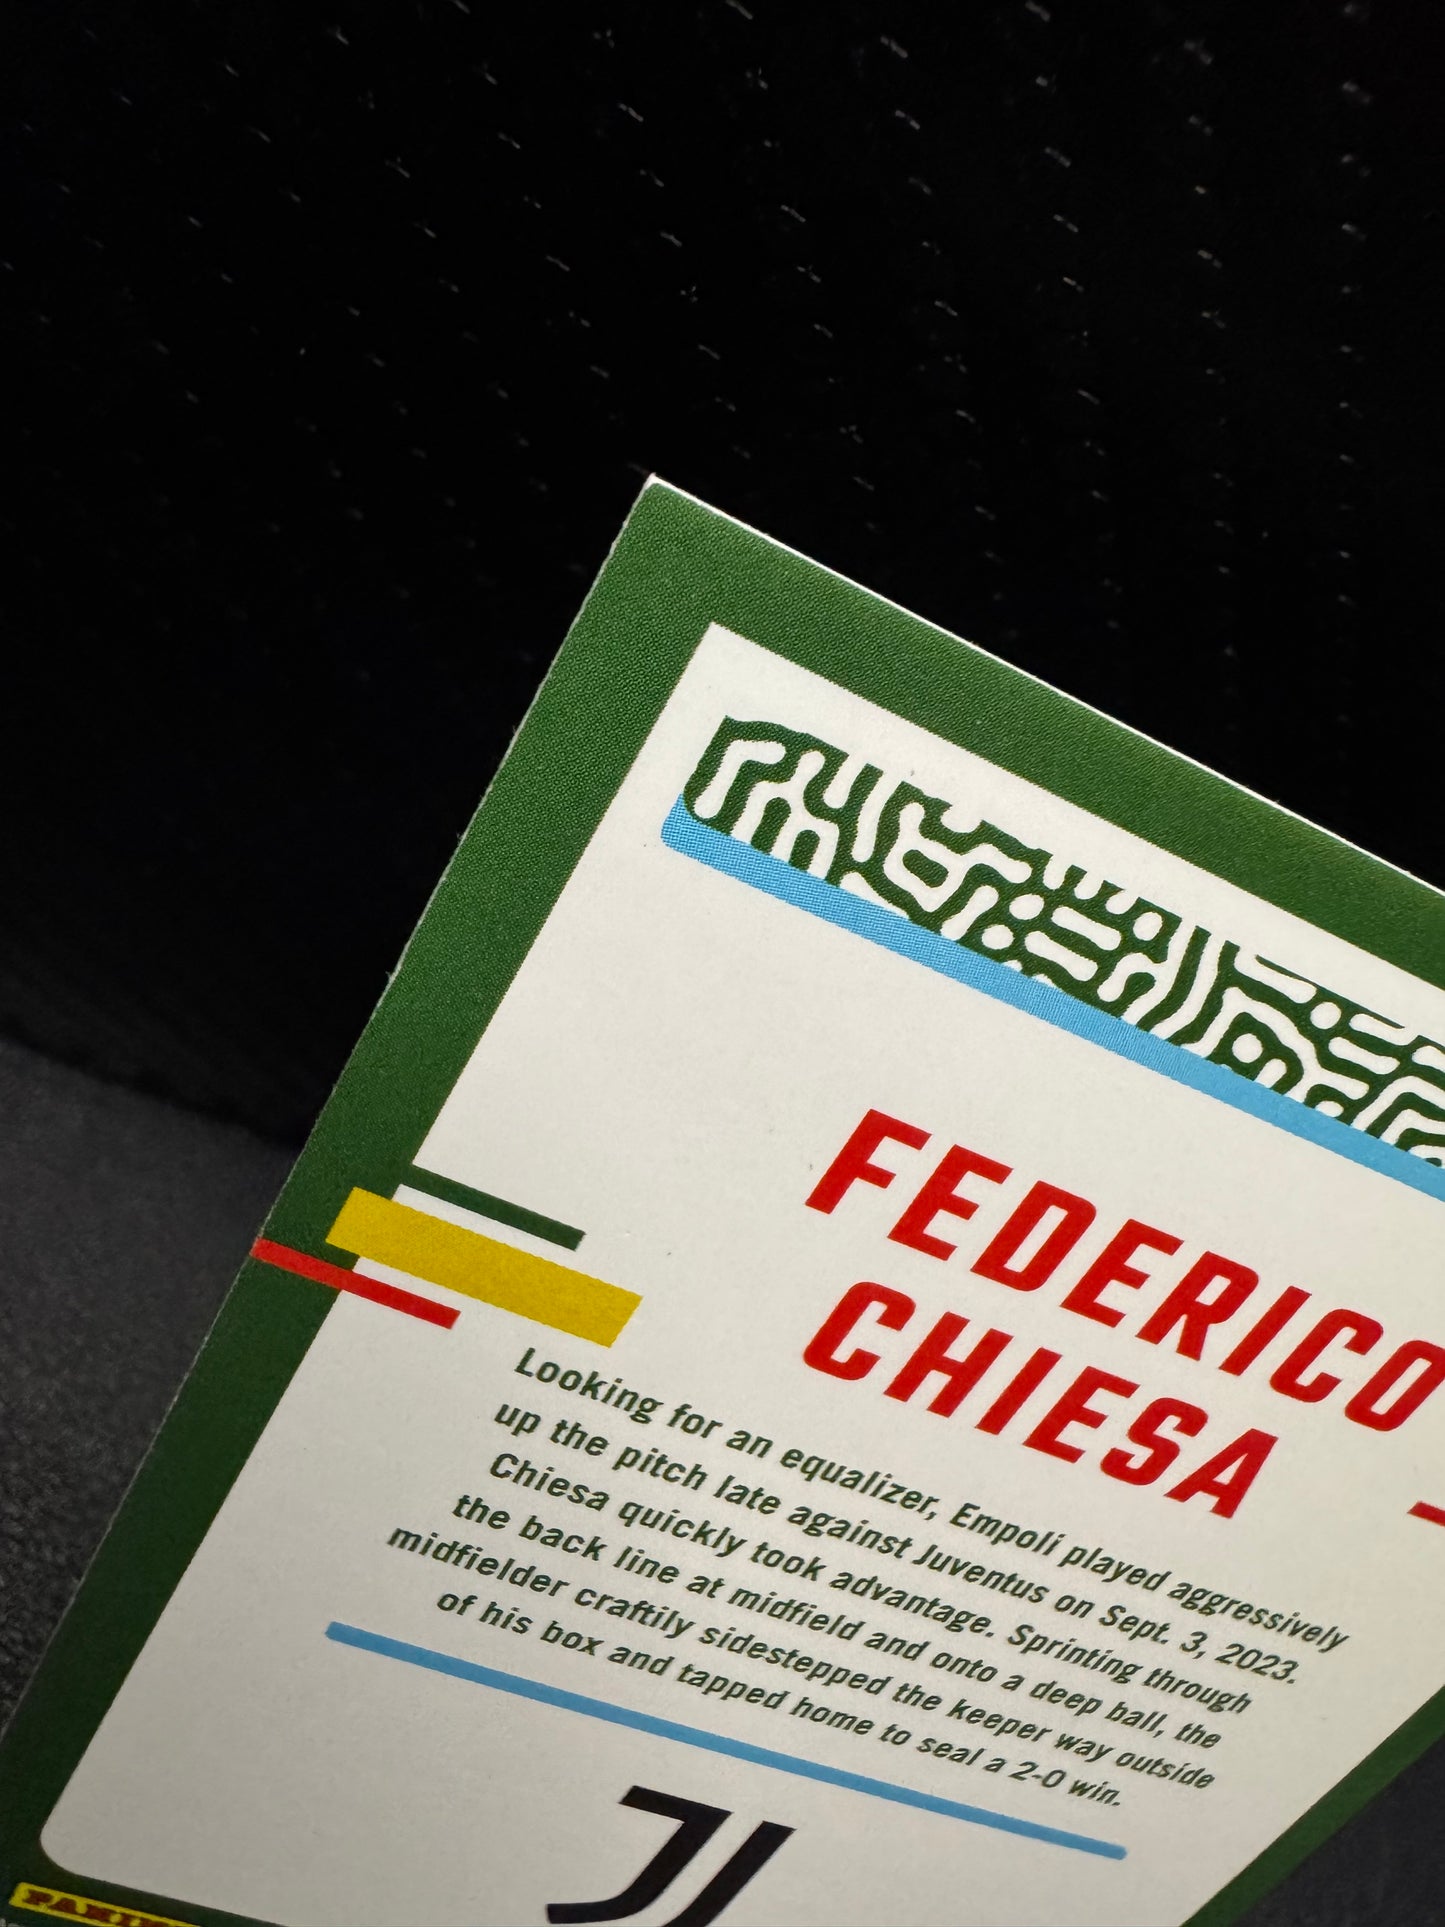 FEDERICO
CHIESA
Looking for an equalizer, Empoli played aggressively
up the pitch late against Juventus on Sept. 3, 2023.
Chiesa quickly took advantage. Sprinting through
the back line at midfield and onto a deep ball, the
midfielder craftily sidestepped the keeper way outside
of his box and tapped home to seal a 2-0 win.